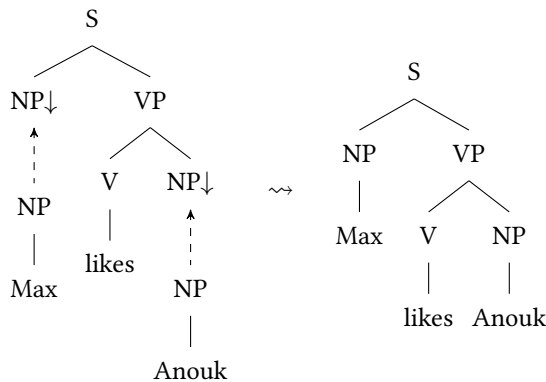 S
NP↓ VP
NP V NP↓
Max likes NP
Anouk
⇝
S
NP VP
Max V NP
likes Anouk